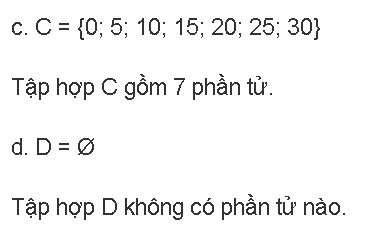 c. C = {0; 5; 10; 15; 20; 25; 30}
Tập hợp C gồm 7 phần tử.
d. D = Ø
Tập hợp D không có phần tử nào.